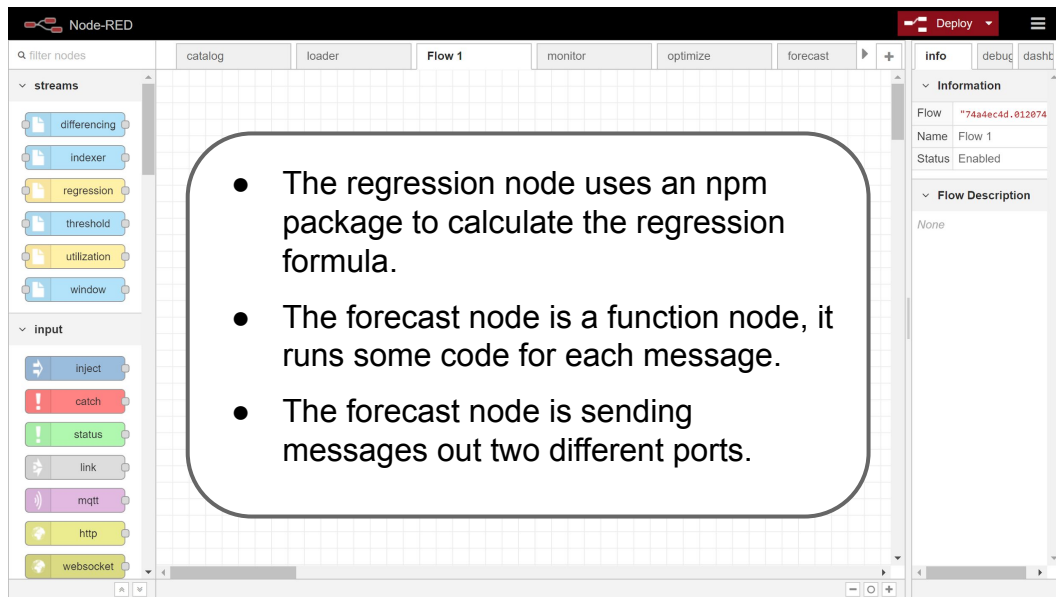 Node-RED
Deploy
filter nodes
catalog
loader
Flow 1
monitor
optimize
forecast
info
debug
dashb
streams
differencing
indexer
regression
threshold
utilization
window
input
inject
catch
status
link
mqtt
http
websocket
● The regression node uses an npm
package to calculate the regression
formula.
● The forecast node is a function node, it
runs some code for each message.
● The forecast node is sending
messages out two different ports.
Information
Flow "74a4ec4d.012074
Name Flow 1
Status Enabled
Flow Description
None